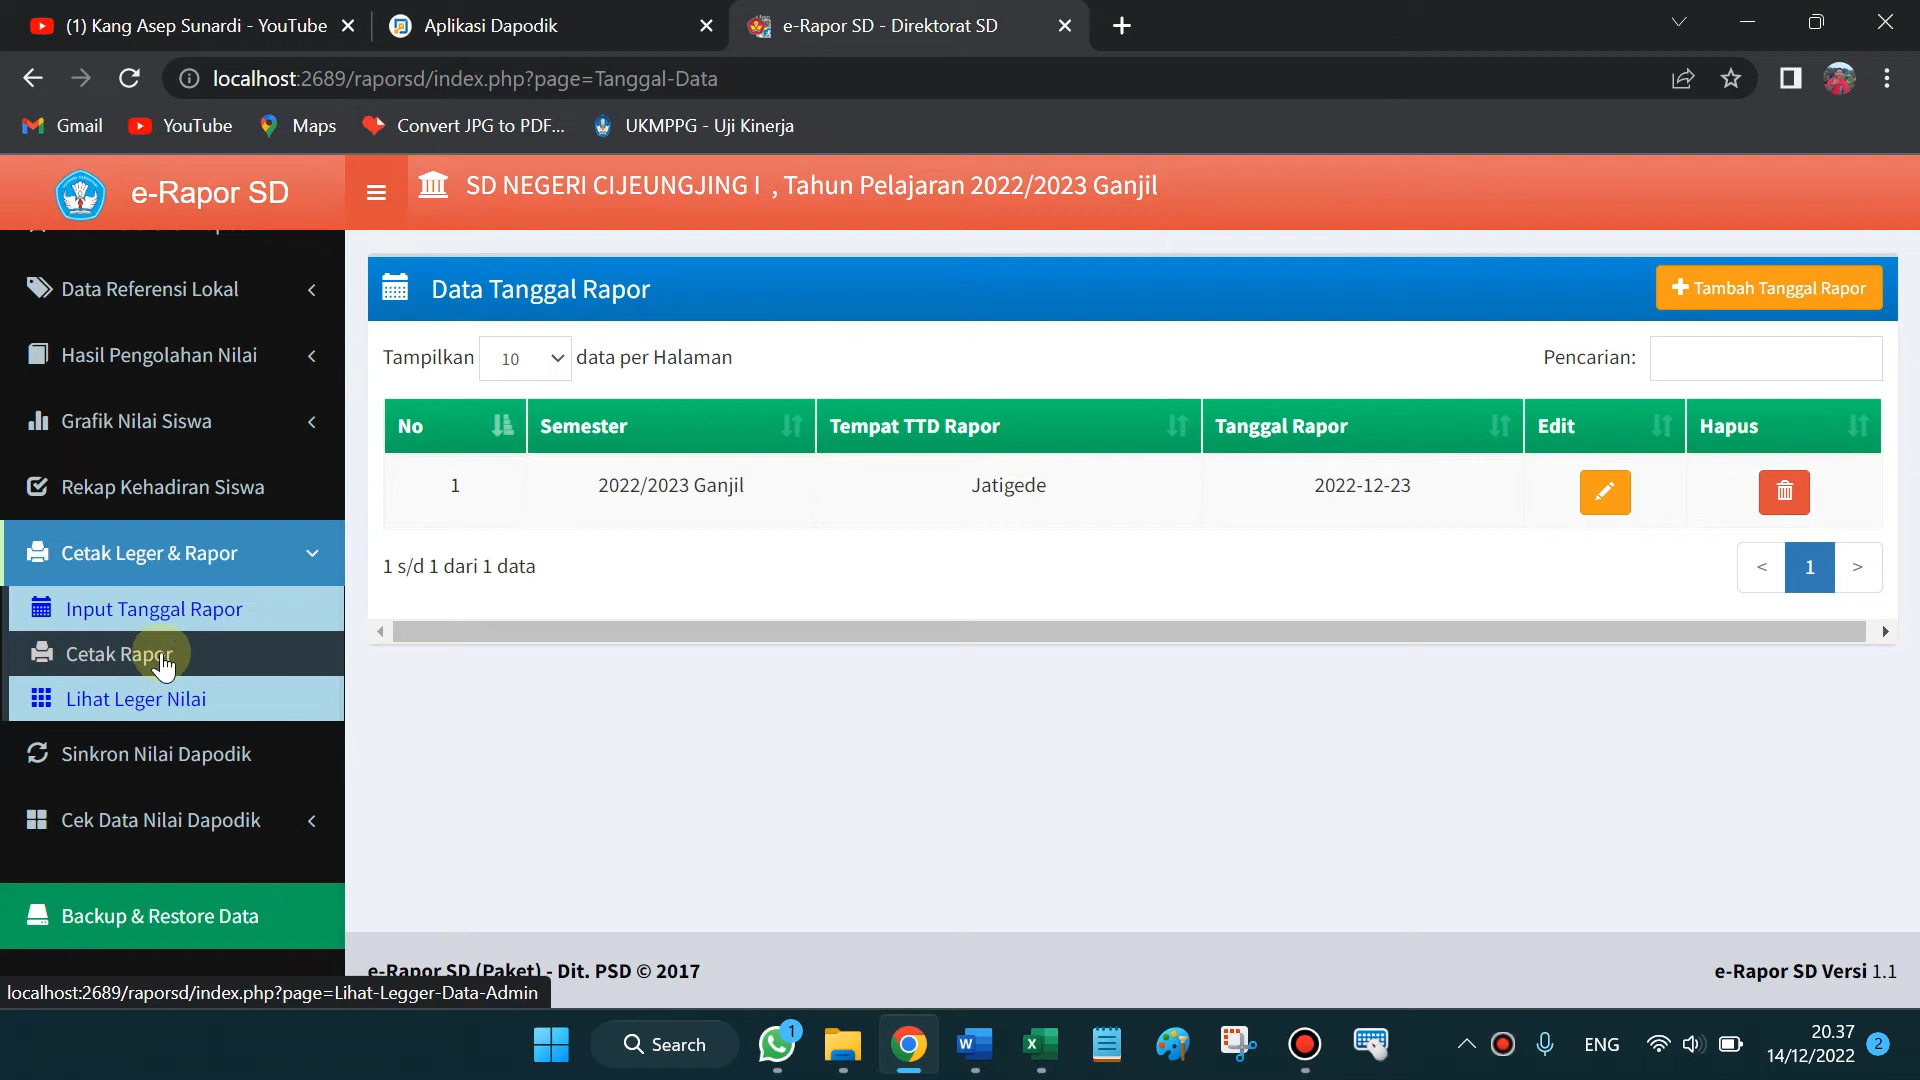 (1) Kang Asep Sunardi - YouTube
Aplikasi Dapodik
e-Rapor SD - Direktorat SD
localhost:2689/raporsd/index.php?page=Tanggal-Data
Gmail
YouTube
Maps
Convert JPG to PDF...
UKMPPG - Uji Kinerja
e-Rapor SD
SD NEGERI CIJEUNGJING I , Tahun Pelajaran 2022/2023 Ganjil
Data Referensi Lokal
Hasil Pengolahan Nilai
Grafik Nilai Siswa
Rekap Kehadiran Siswa
Cetak Leger & Rapor
Input Tanggal Rapor
Cetak Rapor
Lihat Leger Nilai
Sinkron Nilai Dapodik
Cek Data Nilai Dapodik
Backup & Restore Data
Data Tanggal Rapor
Tambah Tanggal Rapor
Tampilkan 10 data per Halaman
Pencarian:
No Semester Tempat TTD Rapor Tanggal Rapor Edit Hapus
1 2022/2023 Ganjil Jatigede 2022-12-23
1 s/d 1 dari 1 data
< 1 >
e-Rapor SD (Paket) - Dit. PSD © 2017
e-Rapor SD Versi 1.1
localhost:2689/raporsd/index.php?page=Lihat-Legger-Data-Admin
Search
1
ENG
20.37
14/12/2022
2